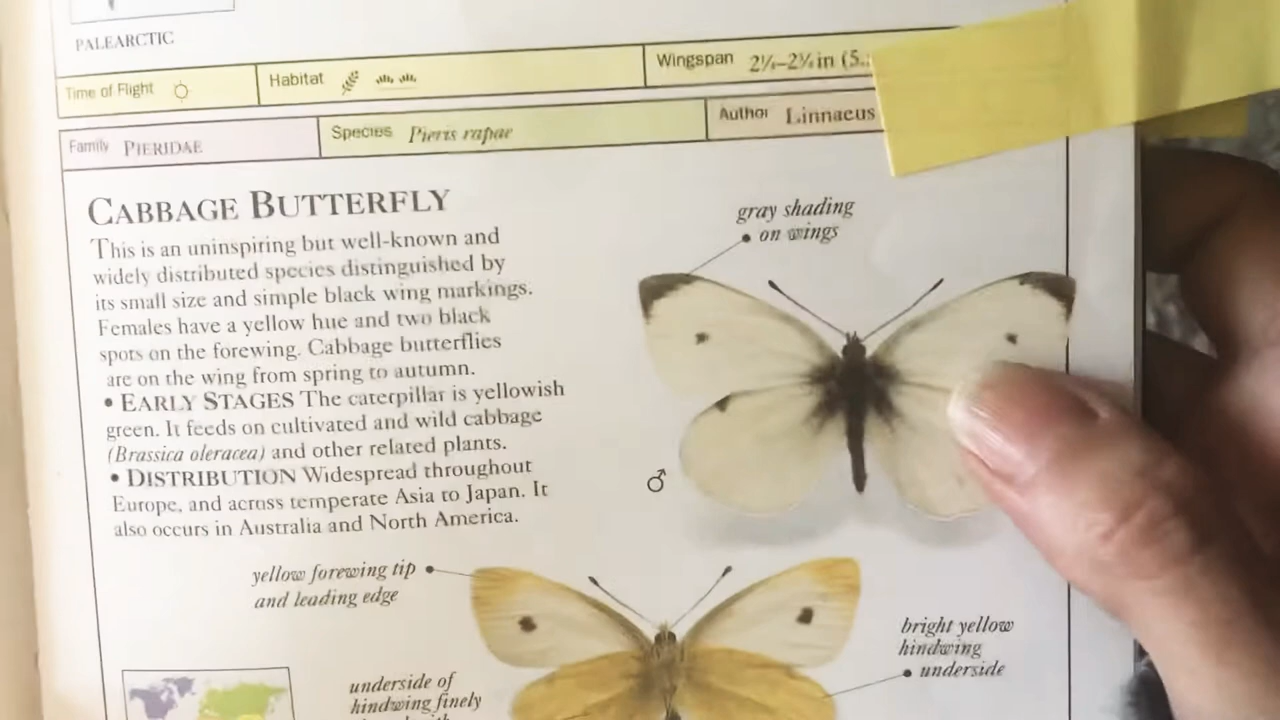 PALEARCTIC
Time of Flight Habitat Wingspan 2¼–2¾ in (5.
Family PIERIDAE Species Pieris rapae Author Linnaeus
CABBAGE BUTTERFLY
This is an uninspiring but well-known and
widely distributed species distinguished by
its small size and simple black wing markings.
Females have a yellow hue and two black
spots on the forewing. Cabbage butterflies
are on the wing from spring to autumn.
• EARLY STAGES The caterpillar is yellowish
green. It feeds on cultivated and wild cabbage
(Brassica oleracea) and other related plants.
• DISTRIBUTION Widespread throughout
Europe, and across temperate Asia to Japan. It
also occurs in Australia and North America.
gray shading
on wings
♂
yellow forewing tip
and leading edge
bright yellow
hindwing
underside
underside of
hindwing finely